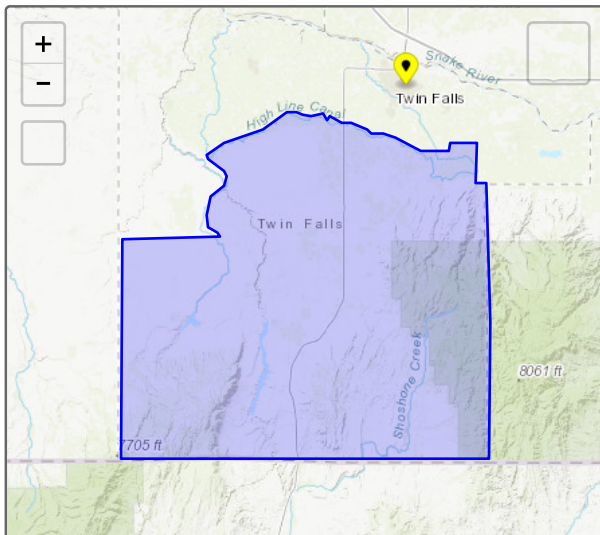 +
−
Snake River
Twin Falls
High Line Canal
Twin Falls
Shoshone Creek
8061 ft
7705 ft